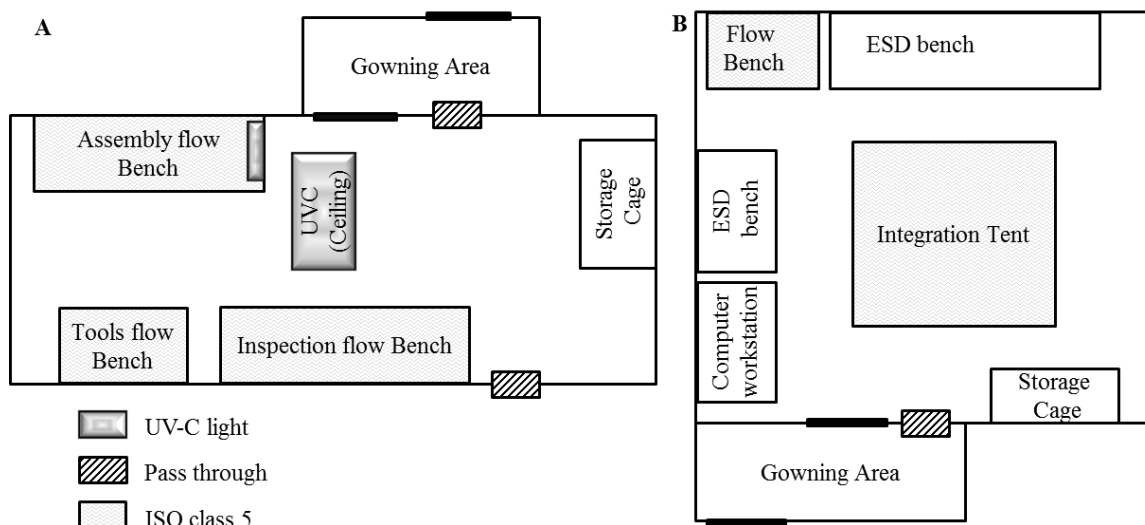 A
Gowning Area
Assembly flow
Bench
UVC
(Ceiling)
Storage
Cage
Tools flow
Bench
Inspection flow Bench
UV-C light
Pass through
ISO class 5
B
Flow
Bench
ESD bench
ESD
bench
Integration Tent
Computer
workstation
Storage
Cage
Gowning Area